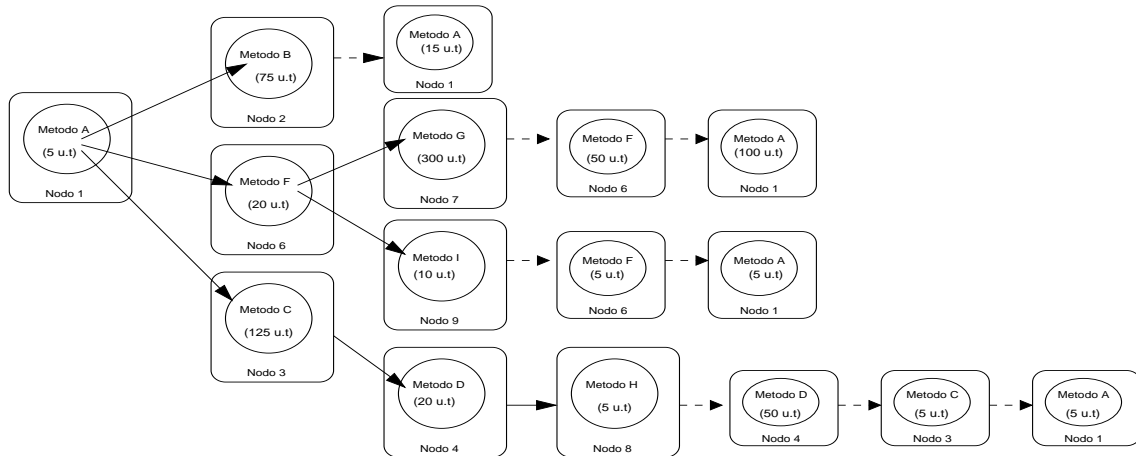 Metodo A
(5 u.t)
Nodo 1
Metodo B
(75 u.t)
Nodo 2
Metodo A
(15 u.t)
Nodo 1
Metodo F
(20 u.t)
Nodo 6
Metodo G
(300 u.t)
Nodo 7
Metodo F
(50 u.t)
Nodo 6
Metodo A
(100 u.t)
Nodo 1
Metodo I
(10 u.t)
Nodo 9
Metodo F
(5 u.t)
Nodo 6
Metodo A
(5 u.t)
Nodo 1
Metodo C
(125 u.t)
Nodo 3
Metodo D
(20 u.t)
Nodo 4
Metodo H
(5 u.t)
Nodo 8
Metodo D
(50 u.t)
Nodo 4
Metodo C
(5 u.t)
Nodo 3
Metodo A
(5 u.t)
Nodo 1